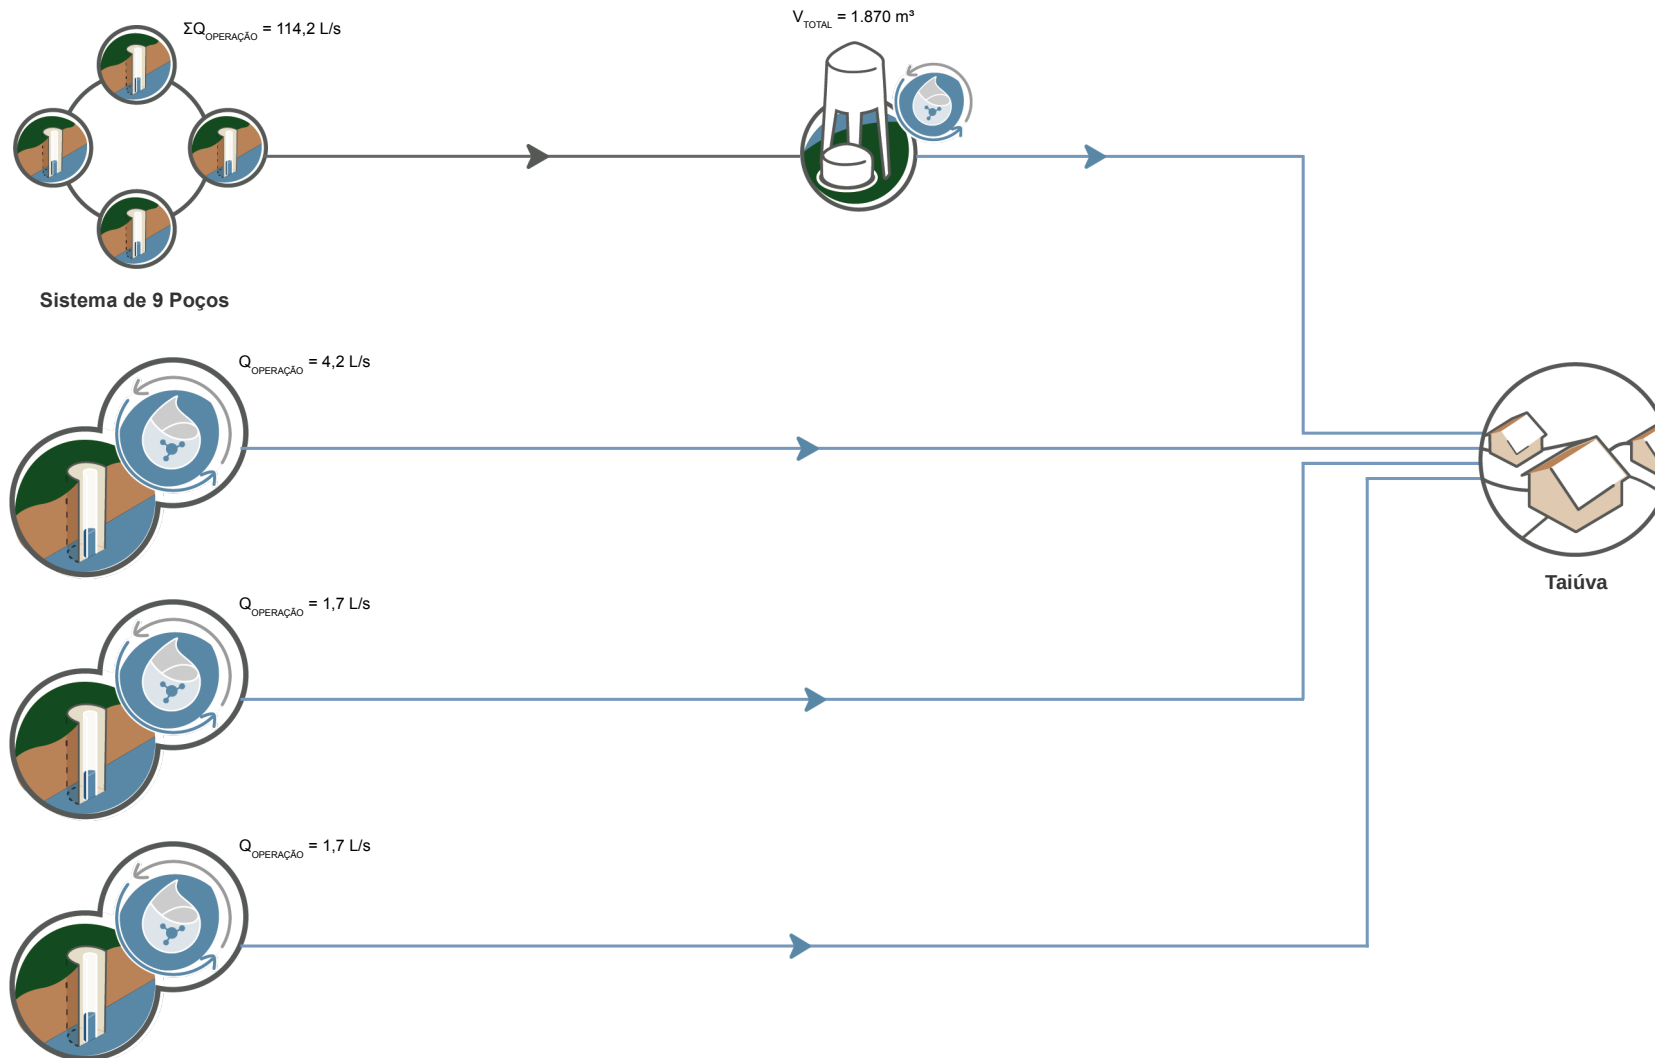 ΣQOPERAÇÃO = 114,2 L/s
VTOTAL = 1.870 m³
Sistema de 9 Poços
QOPERAÇÃO = 4,2 L/s
Taiúva
QOPERAÇÃO = 1,7 L/s
QOPERAÇÃO = 1,7 L/s